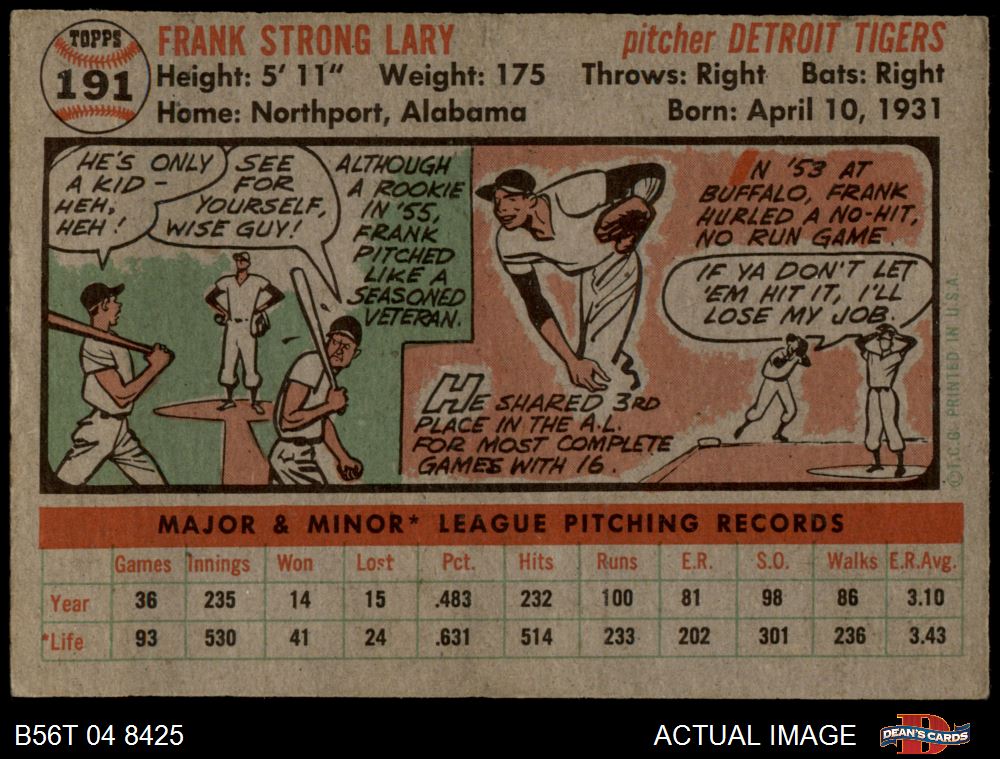 TOPPS
191
FRANK STRONG LARY
pitcher DETROIT TIGERS
Height: 5' 11" Weight: 175 Throws: Right Bats: Right
Home: Northport, Alabama Born: April 10, 1931
HE'S ONLY
A KID -
HEH,
HEH!
SEE
FOR
YOURSELF,
WISE GUY!
ALTHOUGH
A ROOKIE
IN '55,
FRANK
PITCHED
LIKE A
SEASONED
VETERAN.
HE SHARED 3RD
PLACE IN THE A.L.
FOR MOST COMPLETE
GAMES WITH 16.
IN '53 AT
BUFFALO, FRANK
HURLED A NO-HIT,
NO RUN GAME.
IF YA DON'T LET
'EM HIT IT, I'LL
LOSE MY JOB.
©T.C.G. PRINTED IN U.S.A.
MAJOR & MINOR* LEAGUE PITCHING RECORDS
Games Innings Won Lost Pct. Hits Runs E.R. S.O. Walks E.R.Avg.
Year 36 235 14 15 .483 232 100 81 98 86 3.10
*Life 93 530 41 24 .631 514 233 202 301 236 3.43
B56T 04 8425
ACTUAL IMAGE
D
DEAN'S CARDS